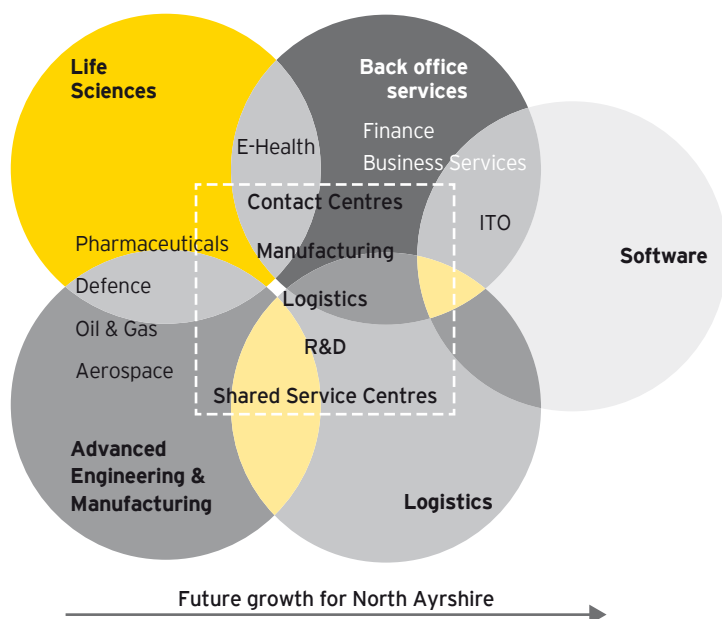 Life
Sciences
Back office
services
Finance
Business Services
E-Health
Contact Centres
ITO
Manufacturing
Pharmaceuticals
Software
Defence
Logistics
Oil & Gas
R&D
Aerospace
Shared Service Centres
Advanced
Engineering &
Manufacturing
Logistics
Future growth for North Ayrshire